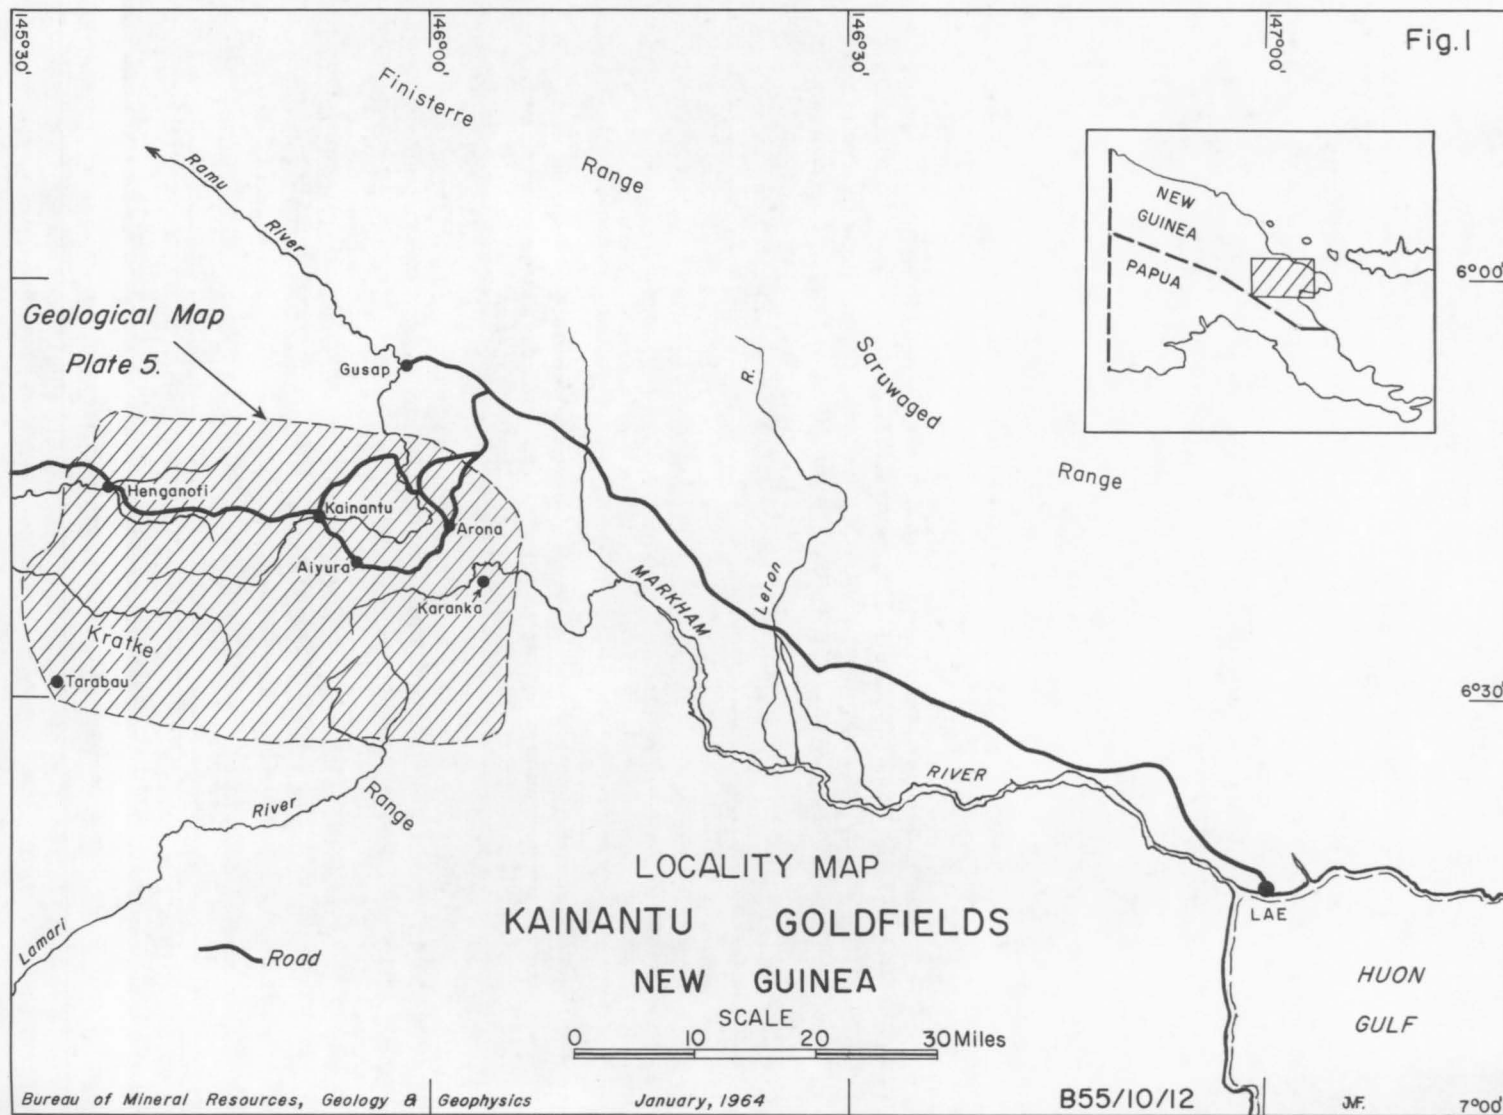 145°30'
146°00'
146°30'
147°00'
Fig.1
Finisterre
Range
Ramu
River
NEW
GUINEA
PAPUA
6°00'
Geological Map
Plate 5.
Gusap
R.
Saruwaged
Range
Henganofi
Kainantu
Arona
Aiyura
Karanka
MARKHAM
Leron
Kratke
Tarabau
6°30'
River
Range
RIVER
Lamari
Road
LOCALITY MAP
KAINANTU GOLDFIELDS
NEW GUINEA
SCALE
0 10 20 30 Miles
LAE
HUON
GULF
Bureau of Mineral Resources, Geology & Geophysics January, 1964 B55/10/12 JMF. 7°00'